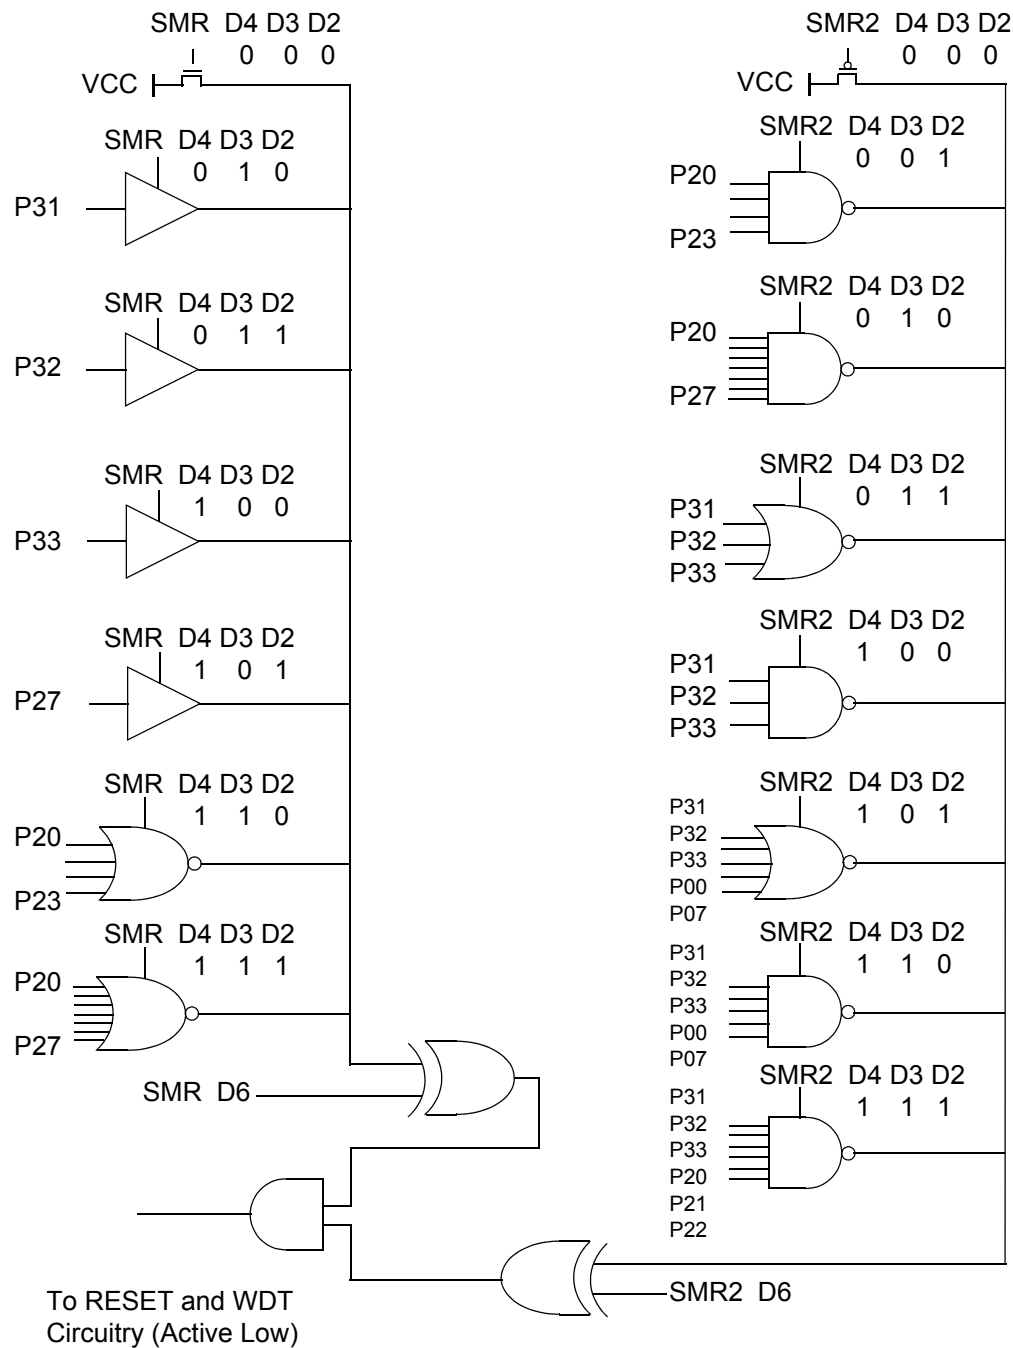 SMR D4 D3 D2
0 0 0
VCC
SMR D4 D3 D2
0 1 0
P31
SMR D4 D3 D2
0 1 1
P32
SMR D4 D3 D2
1 0 0
P33
SMR D4 D3 D2
1 0 1
P27
SMR D4 D3 D2
1 1 0
P20
P23
SMR D4 D3 D2
1 1 1
P20
P27
SMR D6
To RESET and WDT
Circuitry (Active Low)
SMR2 D4 D3 D2
0 0 0
VCC
SMR2 D4 D3 D2
0 0 1
P20
P23
SMR2 D4 D3 D2
0 1 0
P20
P27
SMR2 D4 D3 D2
0 1 1
P31
P32
P33
SMR2 D4 D3 D2
1 0 0
P31
P32
P33
SMR2 D4 D3 D2
1 0 1
P31
P32
P33
P00
P07
SMR2 D4 D3 D2
1 1 0
P31
P32
P33
P00
P07
SMR2 D4 D3 D2
1 1 1
P31
P32
P33
P20
P21
P22
SMR2 D6